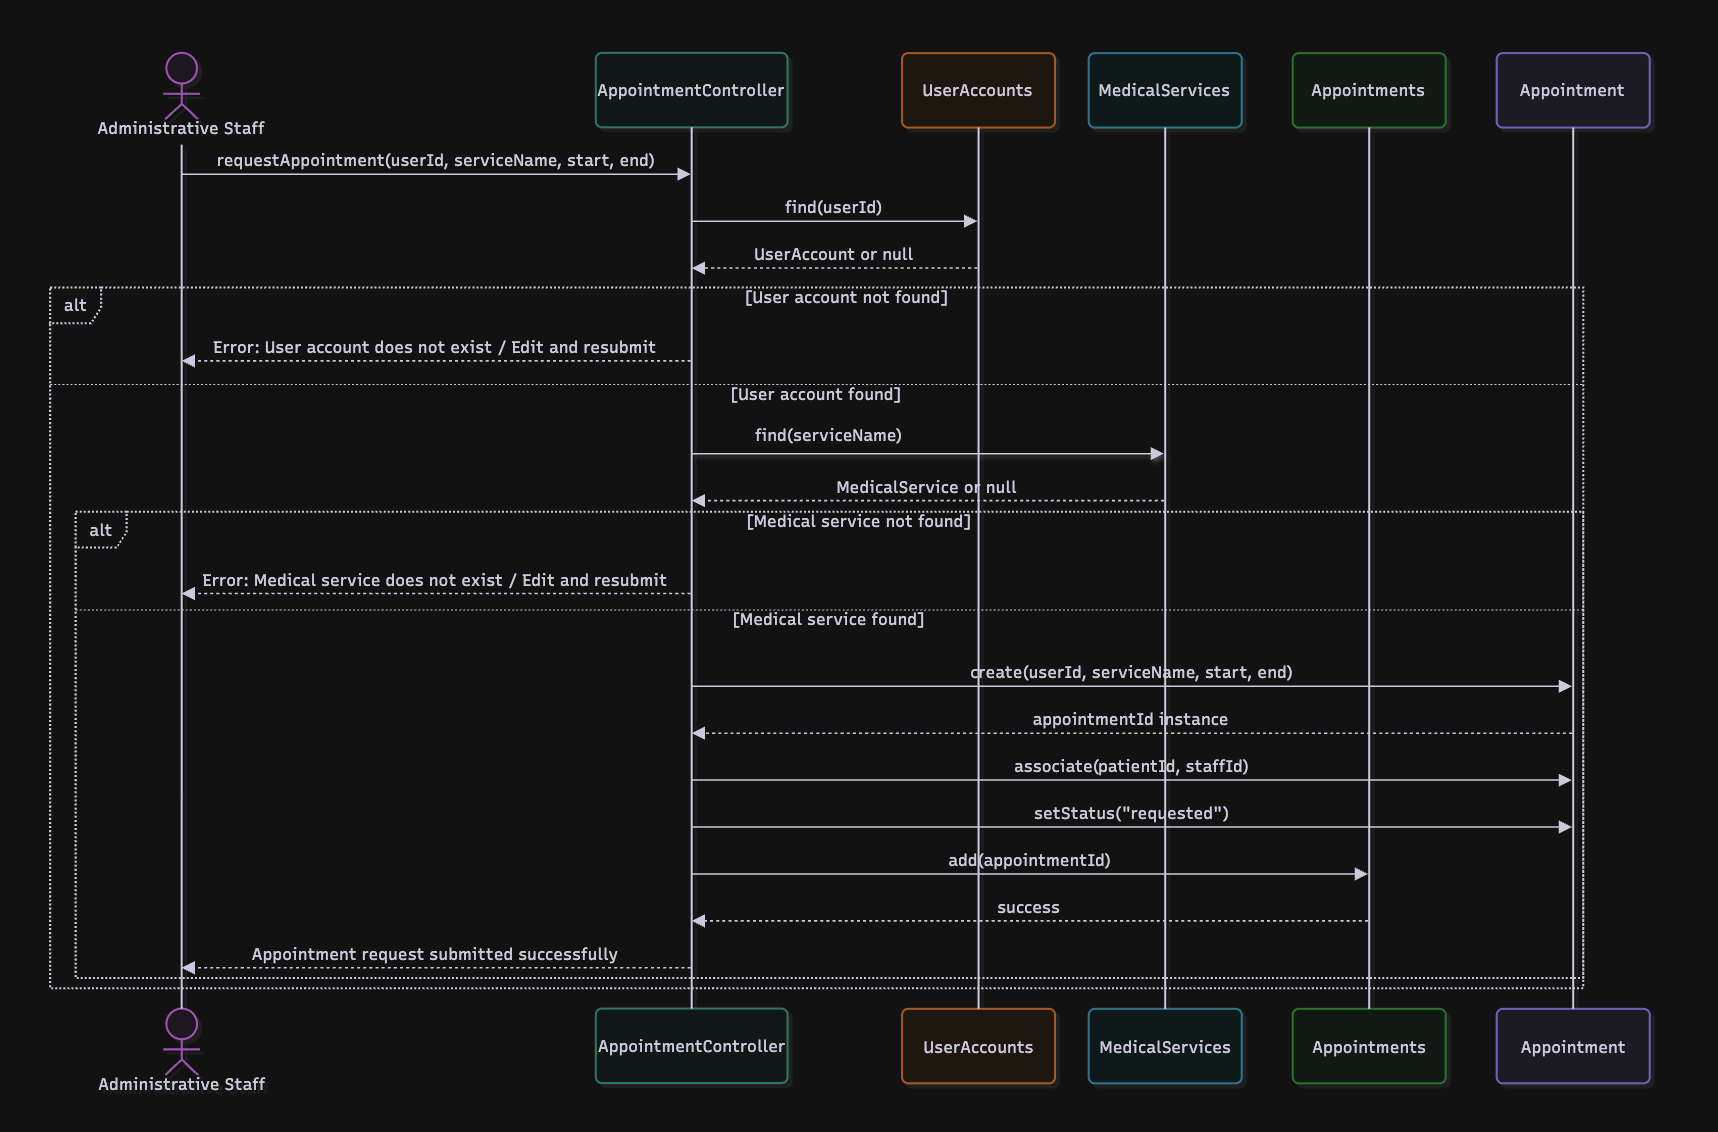 AppointmentController
UserAccounts
MedicalServices
Appointments
Appointment
Administrative Staff
requestAppointment(userId, serviceName, start, end)
find(userId)
UserAccount or null
alt
[User account not found]
Error: User account does not exist / Edit and resubmit
[User account found]
find(serviceName)
MedicalService or null
alt
[Medical service not found]
Error: Medical service does not exist / Edit and resubmit
[Medical service found]
create(userId, serviceName, start, end)
appointmentId instance
associate(patientId, staffId)
setStatus("requested")
add(appointmentId)
success
Appointment request submitted successfully
AppointmentController
UserAccounts
MedicalServices
Appointments
Appointment
Administrative Staff